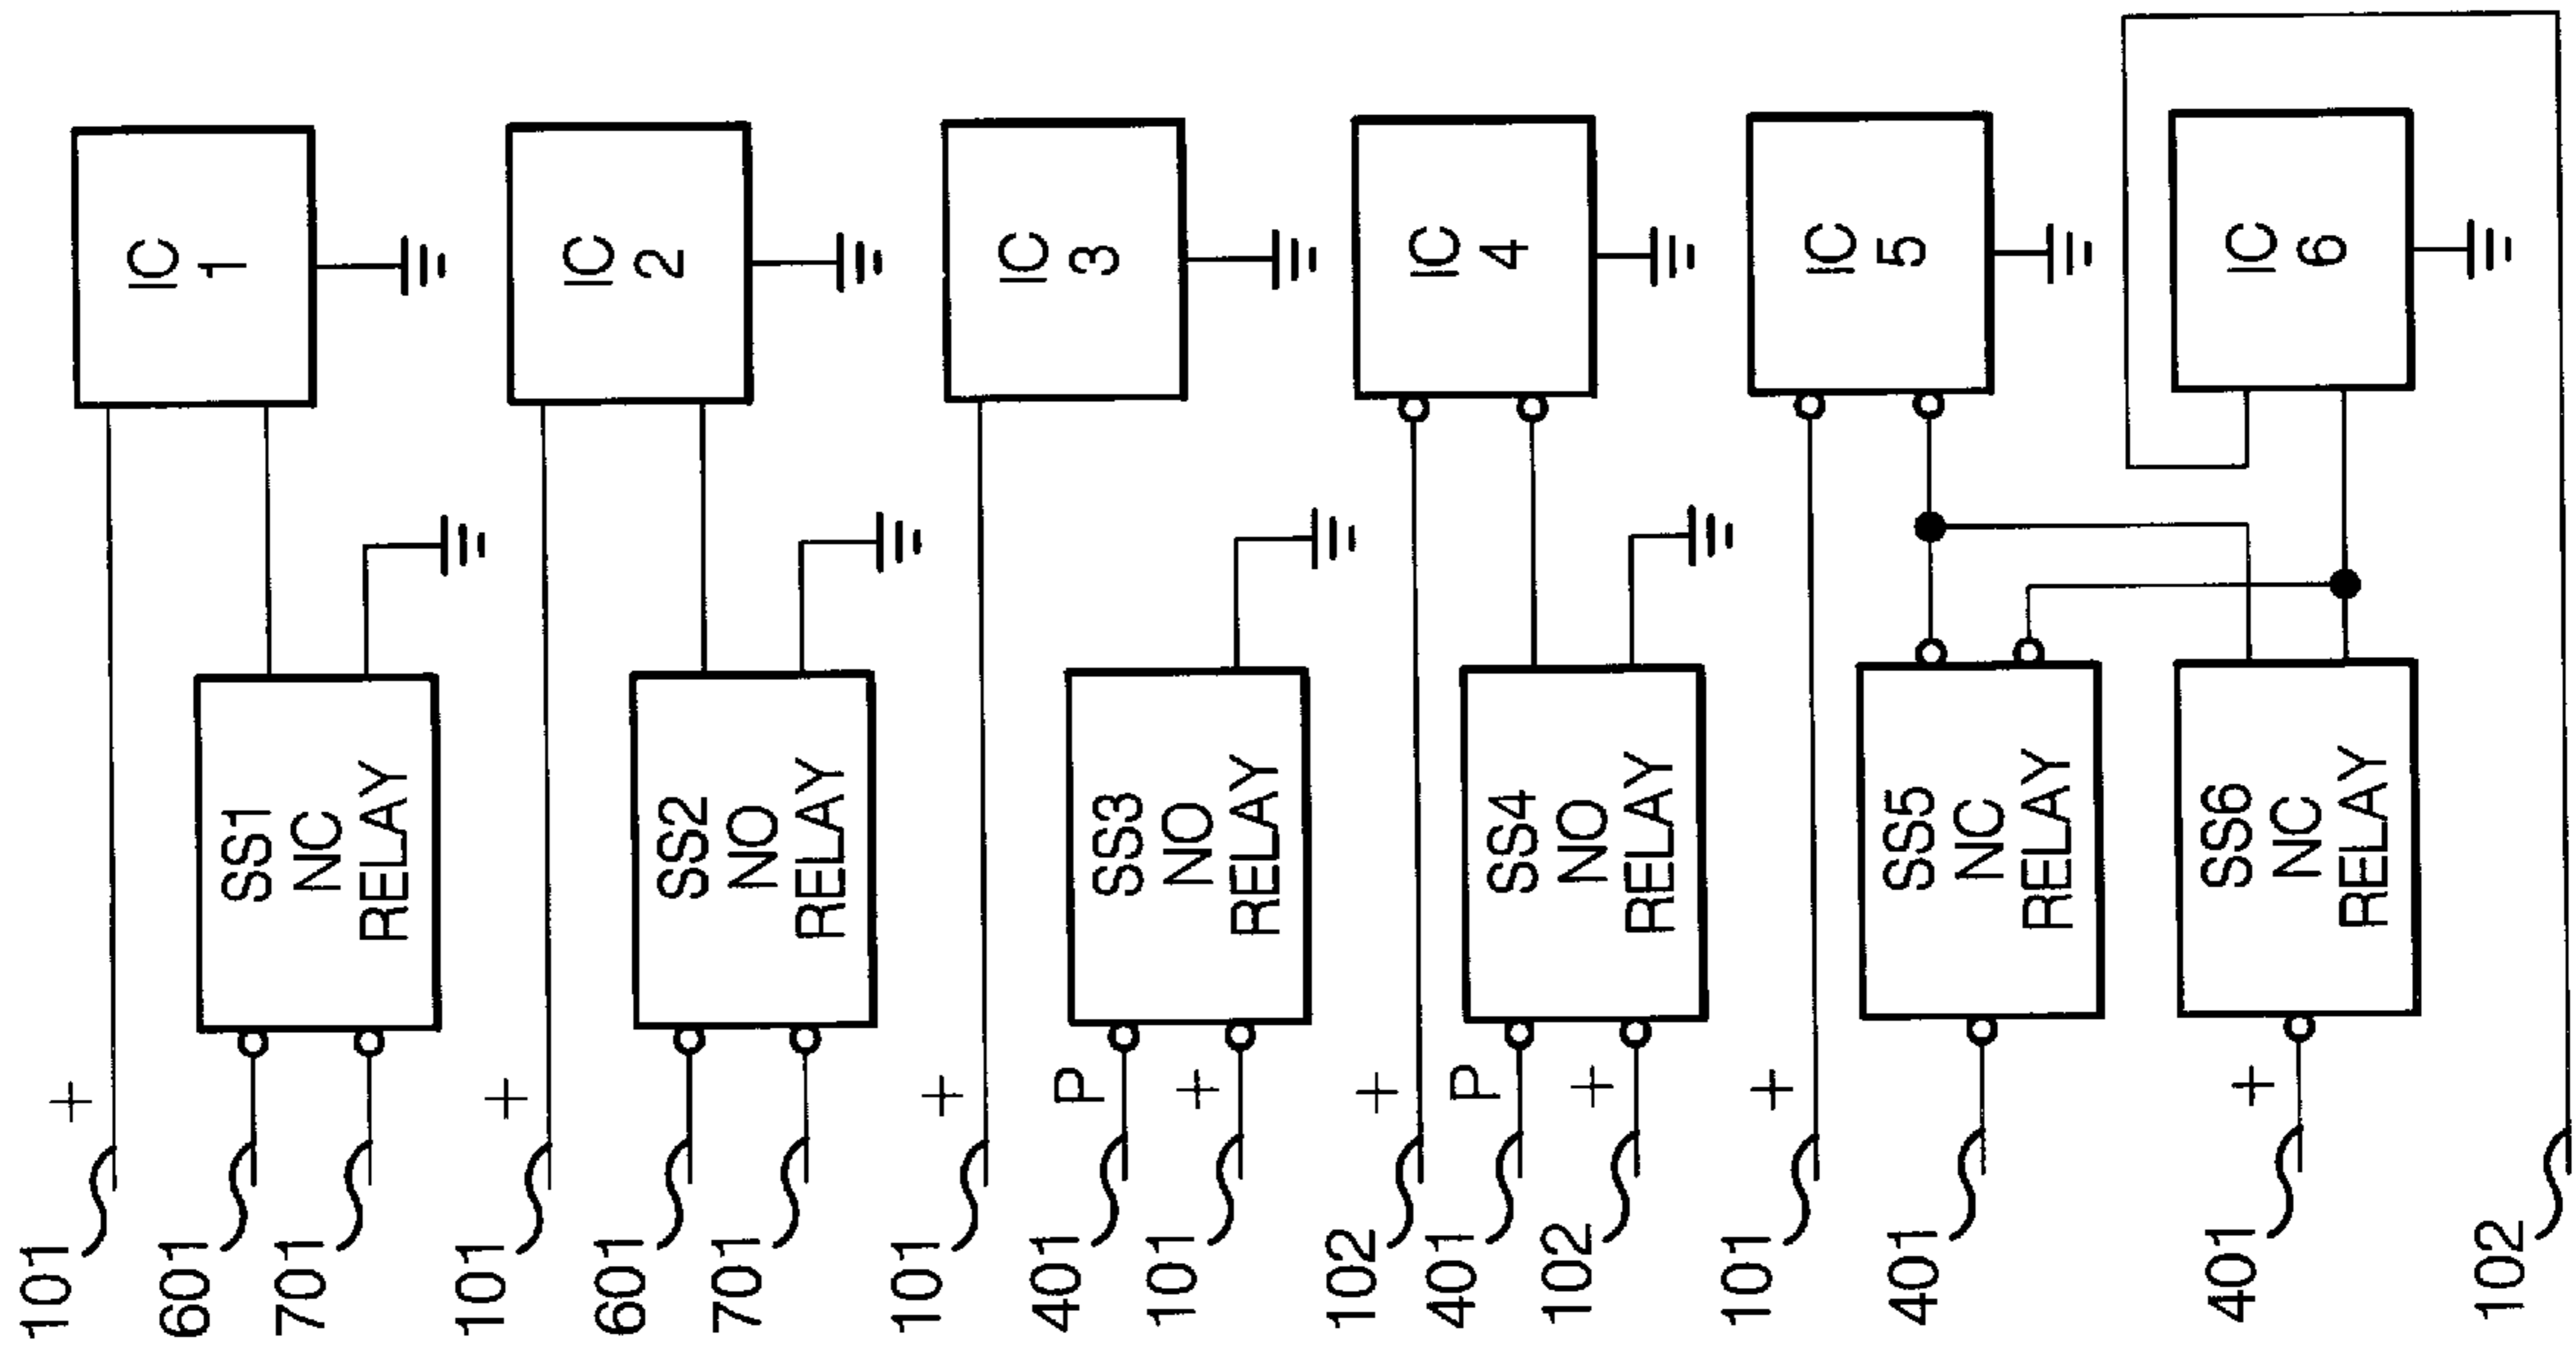 IC
1
IC
2
IC
3
IC
4
IC
5
IC
6
SS1
NC
RELAY
SS2
NO
RELAY
SS3
NO
RELAY
SS4
NO
RELAY
SS5
NC
RELAY
SS6
NC
RELAY
+
+
+
P
+
+
P
+
+
+
101
601
701
101
601
701
101
401
101
102
401
102
101
401
401
102